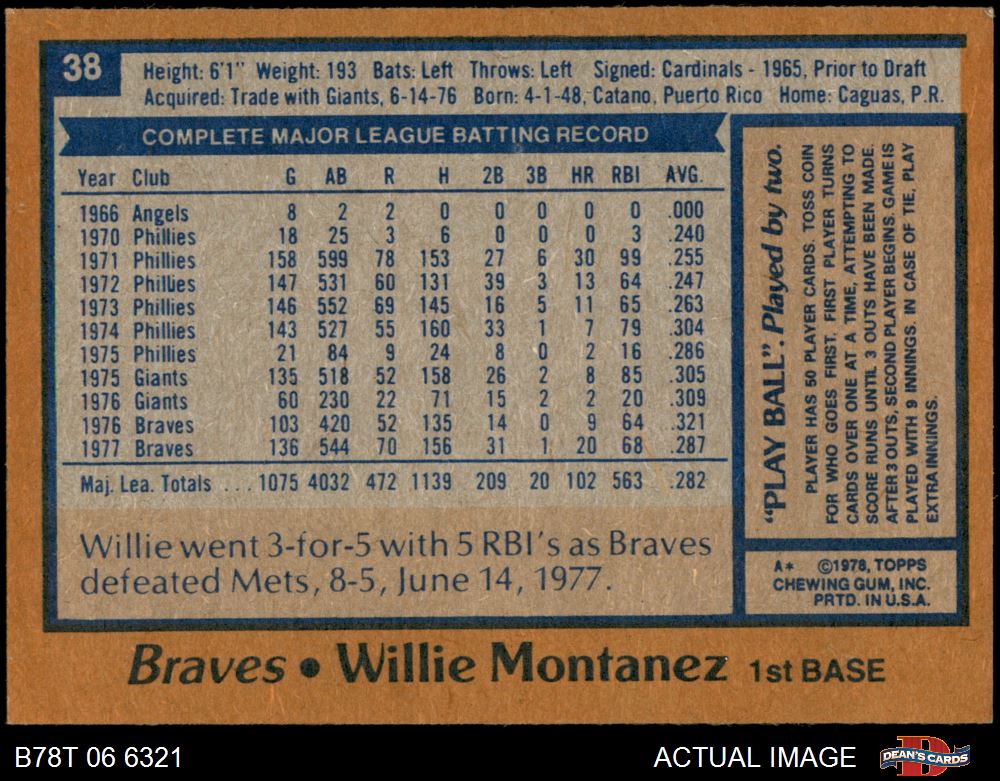 38
Height: 6'1" Weight: 193 Bats: Left Throws: Left Signed: Cardinals - 1965, Prior to Draft
Acquired: Trade with Giants, 6-14-76 Born: 4-1-48, Catano, Puerto Rico Home: Caguas, P.R.
COMPLETE MAJOR LEAGUE BATTING RECORD
Year Club G AB R H 2B 3B HR RBI AVG.
1966 Angels 8 2 2 0 0 0 0 0 .000
1970 Phillies 18 25 3 6 0 0 0 3 .240
1971 Phillies 158 599 78 153 27 6 30 99 .255
1972 Phillies 147 531 60 131 39 3 13 64 .247
1973 Phillies 146 552 69 145 16 5 11 65 .263
1974 Phillies 143 527 55 160 33 1 7 79 .304
1975 Phillies 21 84 9 24 8 0 2 16 .286
1975 Giants 135 518 52 158 26 2 8 85 .305
1976 Giants 60 230 22 71 15 2 2 20 .309
1976 Braves 103 420 52 135 14 0 9 64 .321
1977 Braves 136 544 70 156 31 1 20 68 .287
Maj. Lea. Totals ... 1075 4032 472 1139 209 20 102 563 .282
Willie went 3-for-5 with 5 RBI's as Braves
defeated Mets, 8-5, June 14, 1977.
"PLAY BALL". Played by two.
PLAYER HAS 50 PLAYER CARDS. TOSS COIN
FOR WHO GOES FIRST. FIRST PLAYER TURNS
CARDS OVER ONE AT A TIME, ATTEMPTING TO
SCORE RUNS UNTIL 3 OUTS HAVE BEEN MADE.
AFTER 3 OUTS, SECOND PLAYER BEGINS. GAME IS
PLAYED WITH 9 INNINGS. IN CASE OF TIE, PLAY
EXTRA INNINGS.
A* ©1978, TOPPS
CHEWING GUM, INC.
PRTD. IN U.S.A.
Braves • Willie Montanez 1st BASE
B78T 06 6321
ACTUAL IMAGE
DEAN'S CARDS